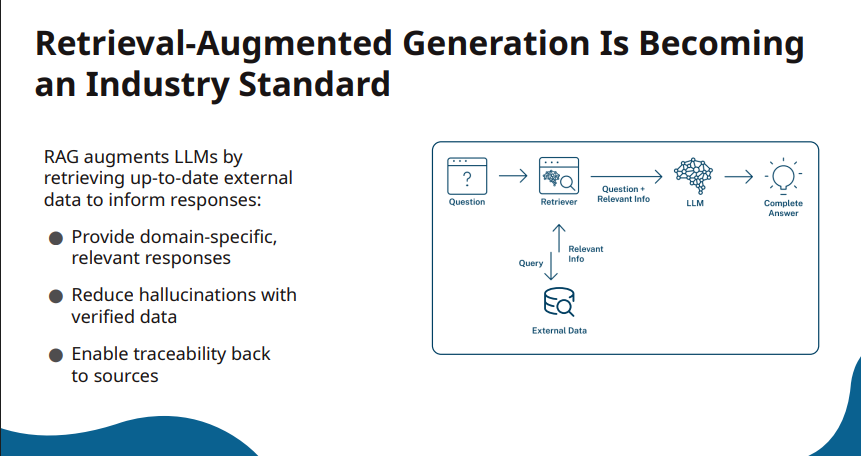 Retrieval-Augmented Generation Is Becoming
an Industry Standard
RAG augments LLMs by
retrieving up-to-date external
data to inform responses:
● Provide domain-specific,
relevant responses
● Reduce hallucinations with
verified data
● Enable traceability back
to sources
?
Question
Retriever
Question +
Relevant Info
LLM
Complete
Answer
Query
Relevant
Info
External Data